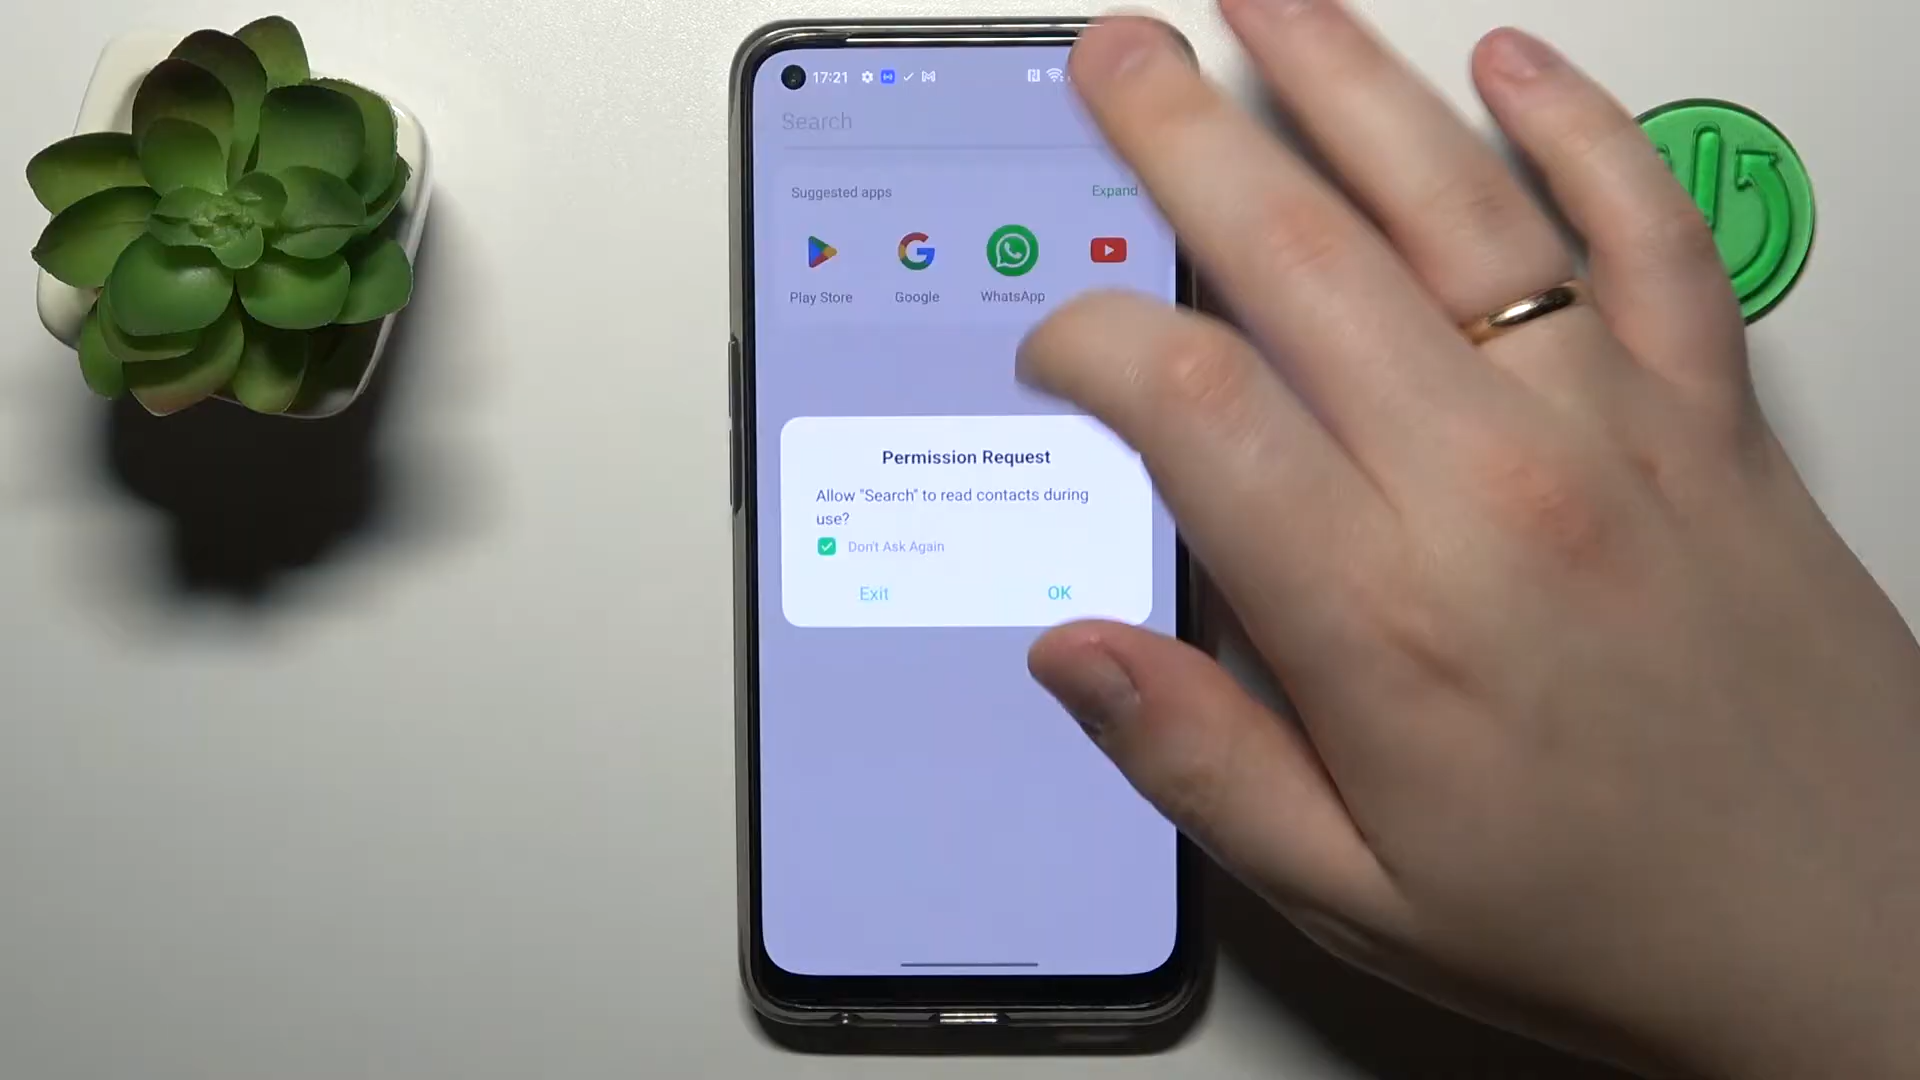 17:21
Search
Suggested apps
Expand
Play Store
Google
WhatsApp
Permission Request
Allow "Search" to read contacts during
use?
Don't Ask Again
Exit
OK